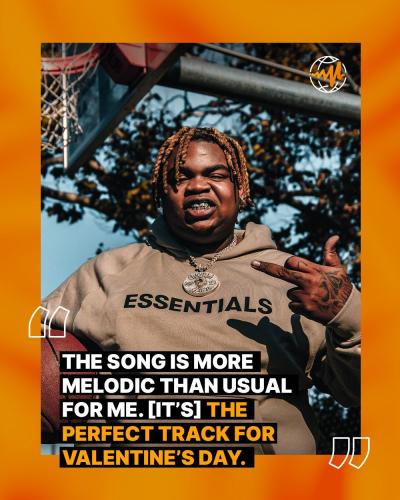 ESSENTIALS
THE SONG IS MORE
MELODIC THAN USUAL
FOR ME. [IT'S] THE
PERFECT TRACK FOR
VALENTINE'S DAY.